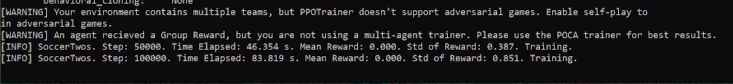 behavioral_cloning:    None
[WARNING] Your environment contains multiple teams, but PPOTrainer doesn't support adversarial games. Enable self-play to
in adversarial games.
[WARNING] An agent recieved a Group Reward, but you are not using a multi-agent trainer. Please use the POCA trainer for best results.
[INFO] SoccerTwos. Step: 50000. Time Elapsed: 46.354 s. Mean Reward: 0.000. Std of Reward: 0.387. Training.
[INFO] SoccerTwos. Step: 100000. Time Elapsed: 83.819 s. Mean Reward: 0.000. Std of Reward: 0.851. Training.